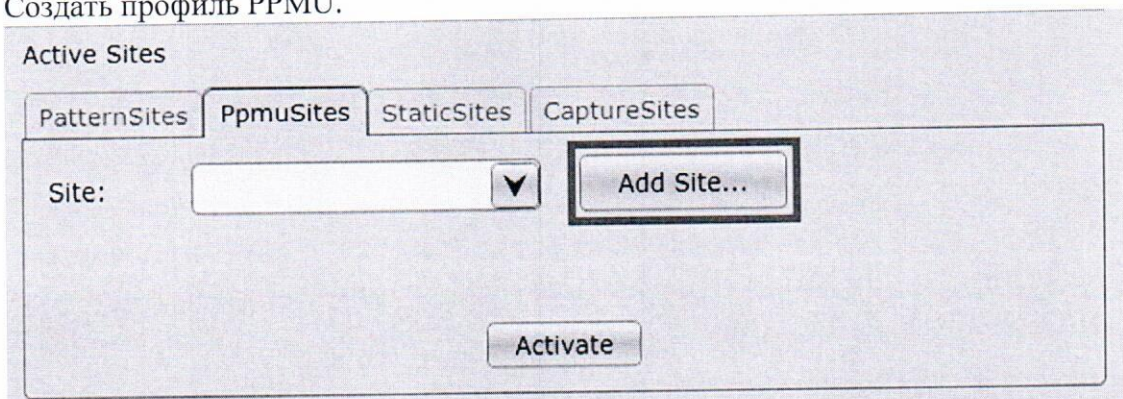 Создать профиль PPMU.
Active Sites
PatternSites PpmuSites StaticSites CaptureSites
Site: Add Site...
Activate